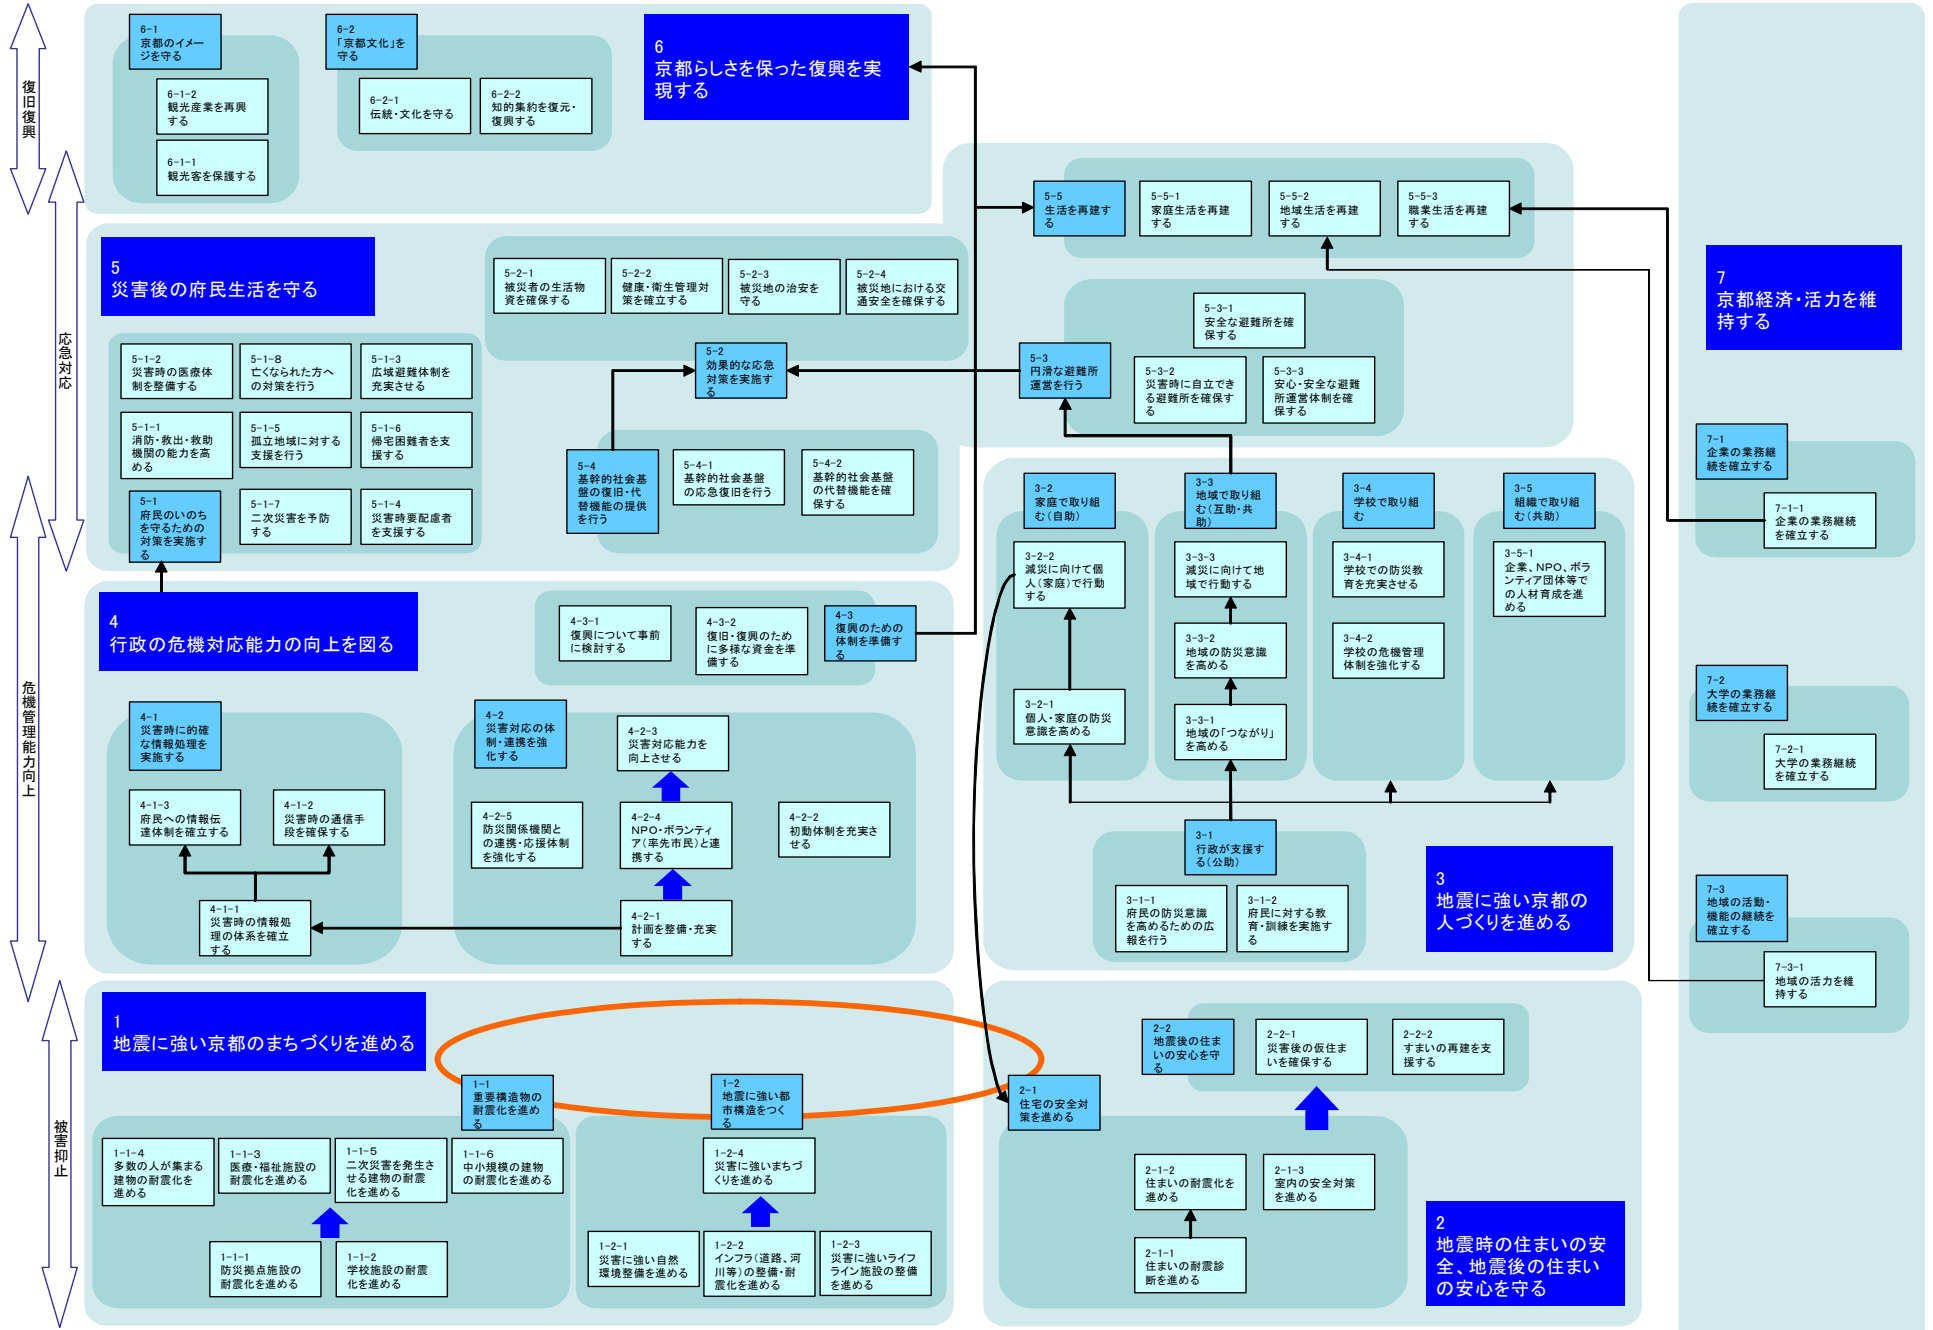 復旧復興
応急対応
危機管理能力向上
被害抑止
6-1
京都のイメー
ジを守る
6-1-2
観光産業を再興
する
6-1-1
観光客を保護する
6-2
「京都文化」を
守る
6-2-1
伝統・文化を守る
6-2-2
知的集約を復元・
復興する
6
京都らしさを保った復興を実
現する
5
災害後の府民生活を守る
5-1-2
災害時の医療体
制を整備する
5-1-8
亡くなられた方へ
の対策を行う
5-1-3
広域避難体制を
充実させる
5-1-1
消防・救出・救助
機関の能力を高
める
5-1-5
孤立地域に対する
支援を行う
5-1-6
帰宅困難者を支
援する
5-1
府民のいのち
を守るための
対策を実施す
る
5-1-7
二次災害を予防
する
5-1-4
災害時要配慮者
を支援する
5-2-1
被災者の生活物
資を確保する
5-2-2
健康・衛生管理対
策を確立する
5-2-3
被災地の治安を
守る
5-2-4
被災地における交
通安全を確保する
5-2
効果的な応急
対策を実施す
る
5-4
基幹的社会基
盤の復旧・代
替機能の提供
を行う
5-4-1
基幹的社会基盤
の応急復旧を行う
5-4-2
基幹的社会基盤
の代替機能を確
保する
5-5
生活を再建す
る
5-5-1
家庭生活を再建
する
5-5-2
地域生活を再建
する
5-5-3
職業生活を再建
する
5-3
円滑な避難所
運営を行う
5-3-1
安全な避難所を確
保する
5-3-2
災害時に自立でき
る避難所を確保す
る
5-3-3
安心・安全な避難
所運営体制を確
保する
4
行政の危機対応能力の向上を図る
4-3-1
復興について事前
に検討する
4-3-2
復旧・復興のため
に多様な資金を準
備する
4-3
復興のための
体制を準備す
る
4-1
災害時に的確
な情報処理を
実施する
4-1-3
府民への情報伝
達体制を確立する
4-1-2
災害時の通信手
段を確保する
4-1-1
災害時の情報処
理の体系を確立
する
4-2
災害対応の体
制・連携を強
化する
4-2-3
災害対応能力を
向上させる
4-2-5
防災関係機関と
の連携・応援体制
を強化する
4-2-4
NPO・ボランティ
ア(率先市民)と連
携する
4-2-2
初動体制を充実さ
せる
4-2-1
計画を整備・充実
する
3-2
家庭で取り組
む(自助)
3-2-2
減災に向けて個
人(家庭)で行動
する
3-2-1
個人・家庭の防災
意識を高める
3-3
地域で取り組
む(互助・共
助)
3-3-3
減災に向けて地
域で行動する
3-3-2
地域の防災意識
を高める
3-3-1
地域の「つながり」
を高める
3-4
学校で取り組
む
3-4-1
学校での防災教
育を充実させる
3-4-2
学校の危機管理
体制を強化する
3-5
組織で取り組
む(共助)
3-5-1
企業、NPO、ボラ
ンティア団体等で
の人材育成を進
める
3-1
行政が支援す
る(公助)
3-1-1
府民の防災意識
を高めるための広
報を行う
3-1-2
府民に対する教
育・訓練を実施す
る
3
地震に強い京都の
人づくりを進める
7
京都経済・活力を維
持する
7-1
企業の業務継
続を確立する
7-1-1
企業の業務継続
を確立する
7-2
大学の業務継
続を確立する
7-2-1
大学の業務継続
を確立する
7-3
地域の活動・
機能の継続を
確立する
7-3-1
地域の活力を維
持する
1
地震に強い京都のまちづくりを進める
1-1
重要構造物の
耐震化を進め
る
1-1-4
多数の人が集まる
建物の耐震化を
進める
1-1-3
医療・福祉施設の
耐震化を進める
1-1-5
二次災害を発生さ
せる建物の耐震
化を進める
1-1-6
中小規模の建物
の耐震化を進める
1-1-1
防災拠点施設の
耐震化を進める
1-1-2
学校施設の耐震
化を進める
1-2
地震に強い都
市構造をつく
る
1-2-4
災害に強いまちづ
くりを進める
1-2-1
災害に強い自然
環境整備を進める
1-2-2
インフラ(道路、河
川等)の整備・耐
震化を進める
1-2-3
災害に強いライフ
ライン施設の整備
を進める
2-2
地震後の住ま
いの安心を守
る
2-2-1
災害後の仮住ま
いを確保する
2-2-2
すまいの再建を支
援する
2-1
住宅の安全対
策を進める
2-1-2
住まいの耐震化を
進める
2-1-3
室内の安全対策
を進める
2-1-1
住まいの耐震診
断を進める
2
地震時の住まいの安
全、地震後の住まい
の安心を守る